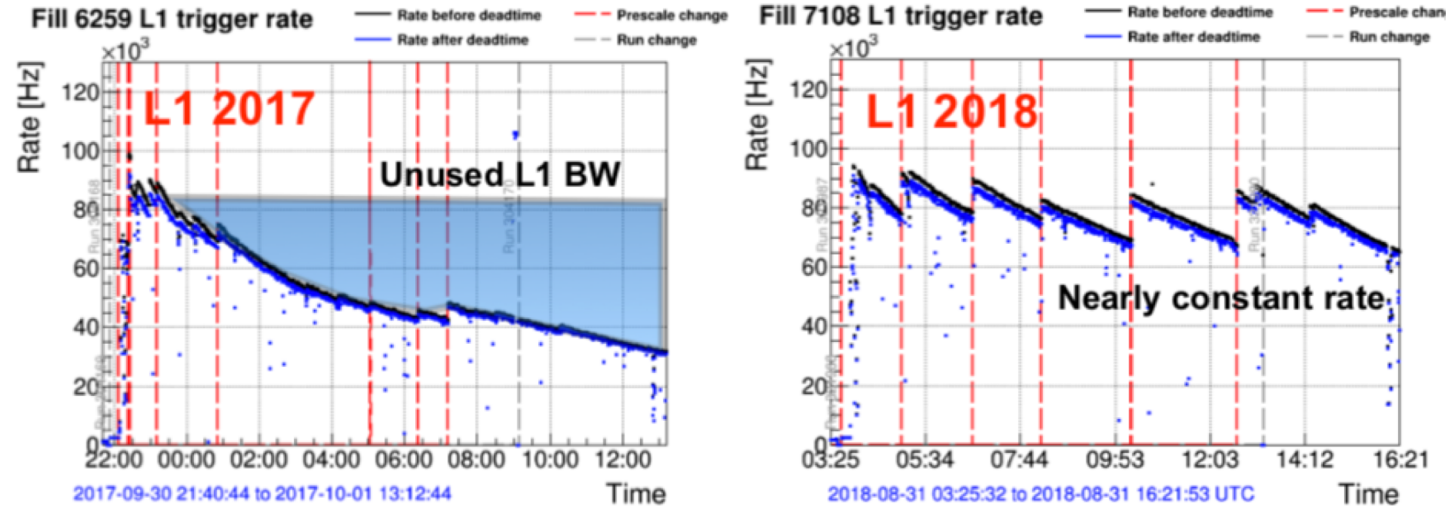 Fill 6259 L1 trigger rate
Rate before deadtime
Prescale change
Rate after deadtime
Run change
×10³
Rate [Hz]
120
100
80
60
40
20
0
L1 2017
Unused L1 BW
Run 304170
22:00 00:00 02:00 04:00 06:00 08:00 10:00 12:00
2017-09-30 21:40:44 to 2017-10-01 13:12:44
Time
Fill 7108 L1 trigger rate
Rate before deadtime
Prescale chang
Rate after deadtime
Run change
×10³
Rate [Hz]
120
100
80
60
40
20
0
L1 2018
Nearly constant rate
03:25 05:34 07:44 09:53 12:03 14:12 16:21
2018-08-31 03:25:32 to 2018-08-31 16:21:53 UTC
Time